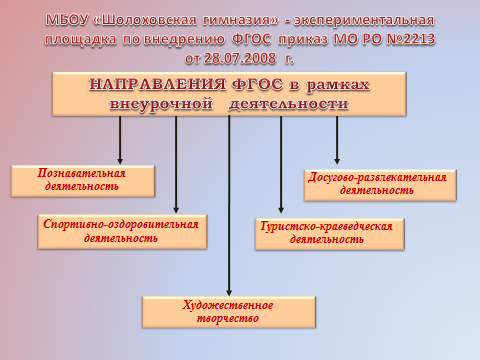 МБОУ «Шолоховская гимназия» - экспериментальная
площадка по внедрению ФГОС приказ МО РО №2213
от 28.07.2008 г.
НАПРАВЛЕНИЯ ФГОС в рамках
внеурочной деятельности
Познавательная
деятельность
Досугово-развлекательная
деятельность
Спортивно-оздоровительная
деятельность
Туристско-краеведческая
деятельность
Художественное
творчество